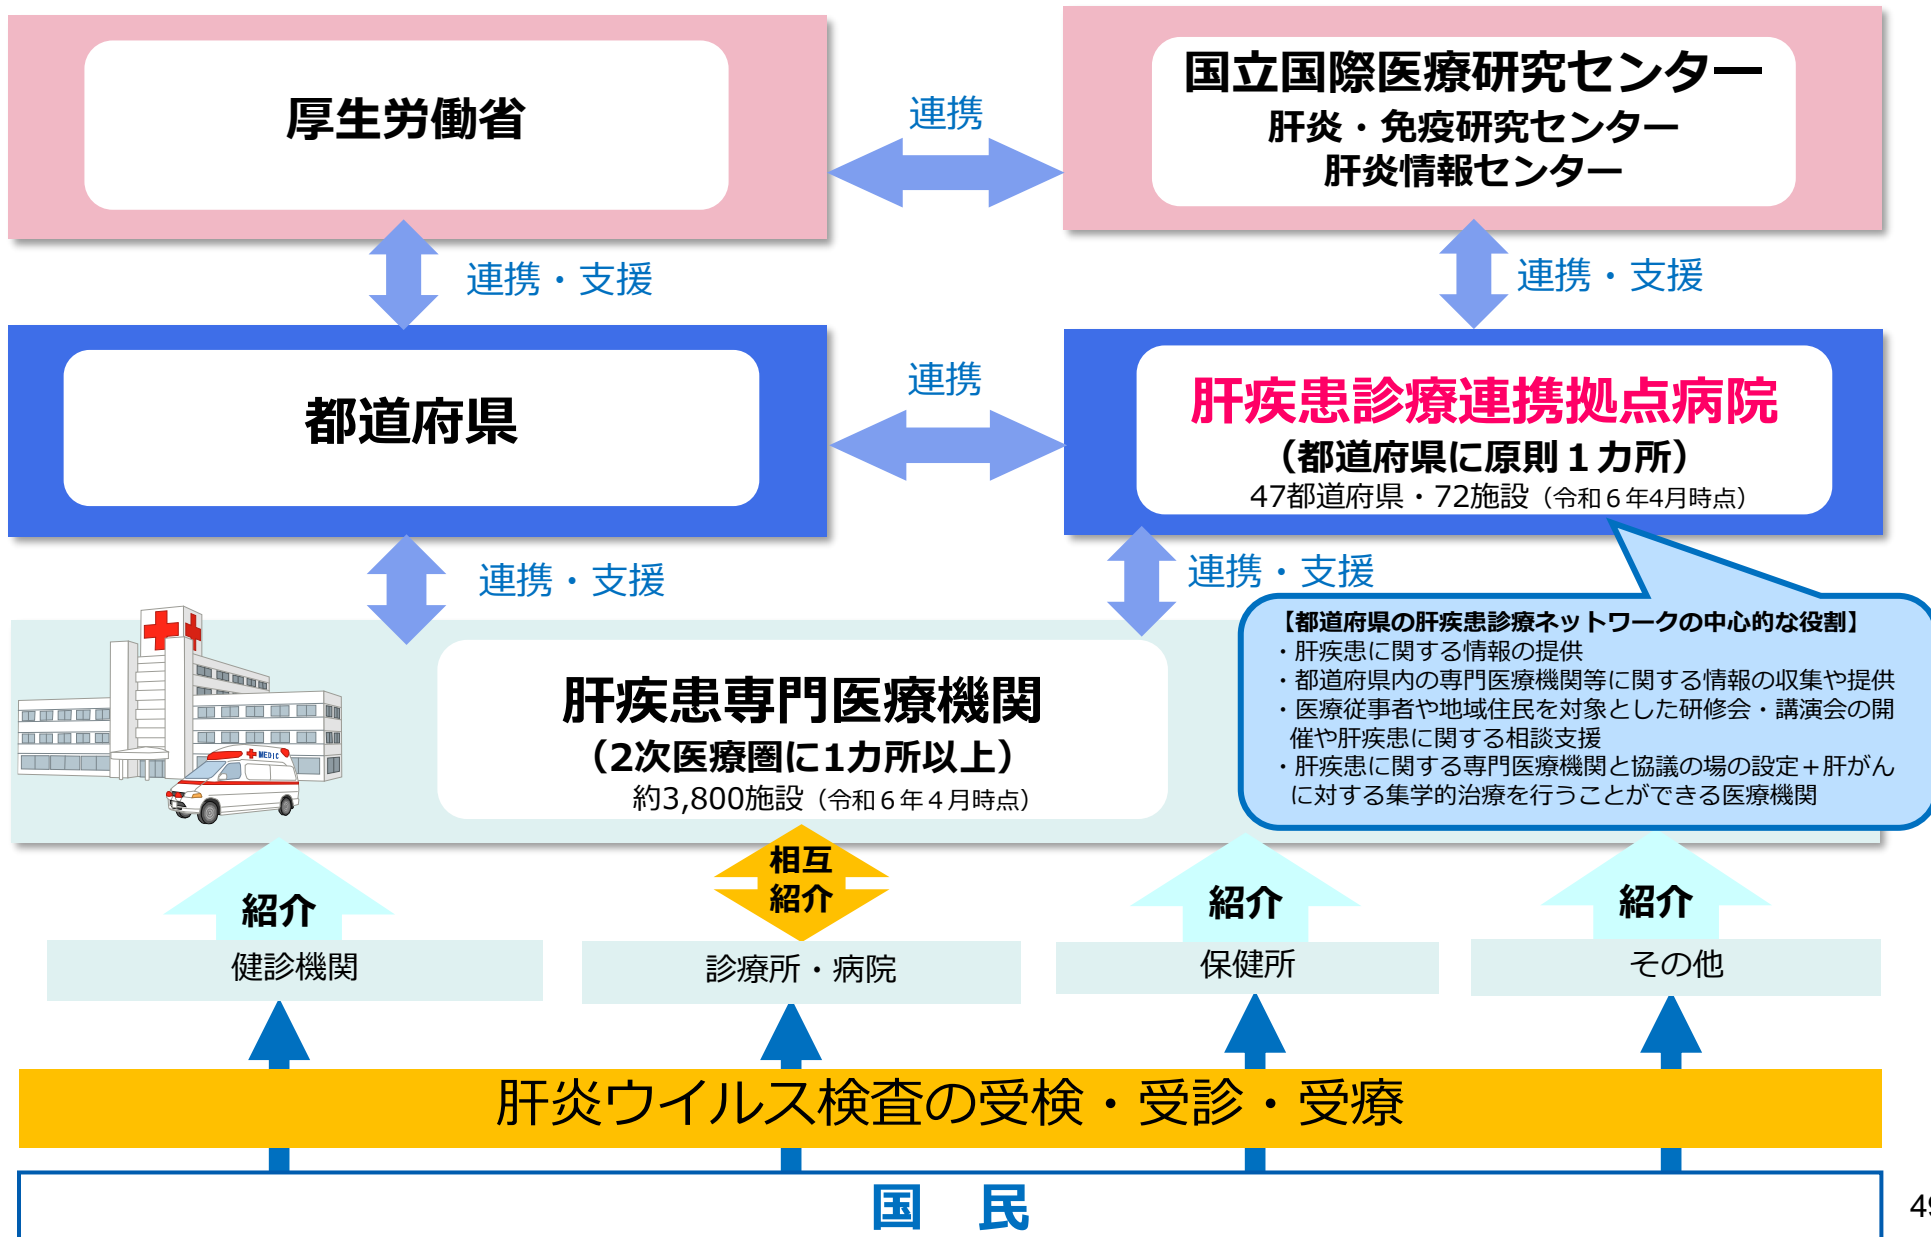 厚生労働省
連携
国立国際医療研究センター
肝炎・免疫研究センター
肝炎情報センター
連携・支援
連携・支援
都道府県
連携
肝疾患診療連携拠点病院
（都道府県に原則１カ所）
47都道府県・72施設（令和６年4月時点）
連携・支援
連携・支援
MEDIC
肝疾患専門医療機関
（2次医療圏に1カ所以上）
約3,800施設（令和６年４月時点）
【都道府県の肝疾患診療ネットワークの中心的な役割】
・肝疾患に関する情報の提供
・都道府県内の専門医療機関等に関する情報の収集や提供
・医療従事者や地域住民を対象とした研修会・講演会の開
催や肝疾患に関する相談支援
・肝疾患に関する専門医療機関と協議の場の設定＋肝がん
に対する集学的治療を行うことができる医療機関
紹介
相互
紹介
紹介
紹介
健診機関
診療所・病院
保健所
その他
肝炎ウイルス検査の受検・受診・受療
国　民
49